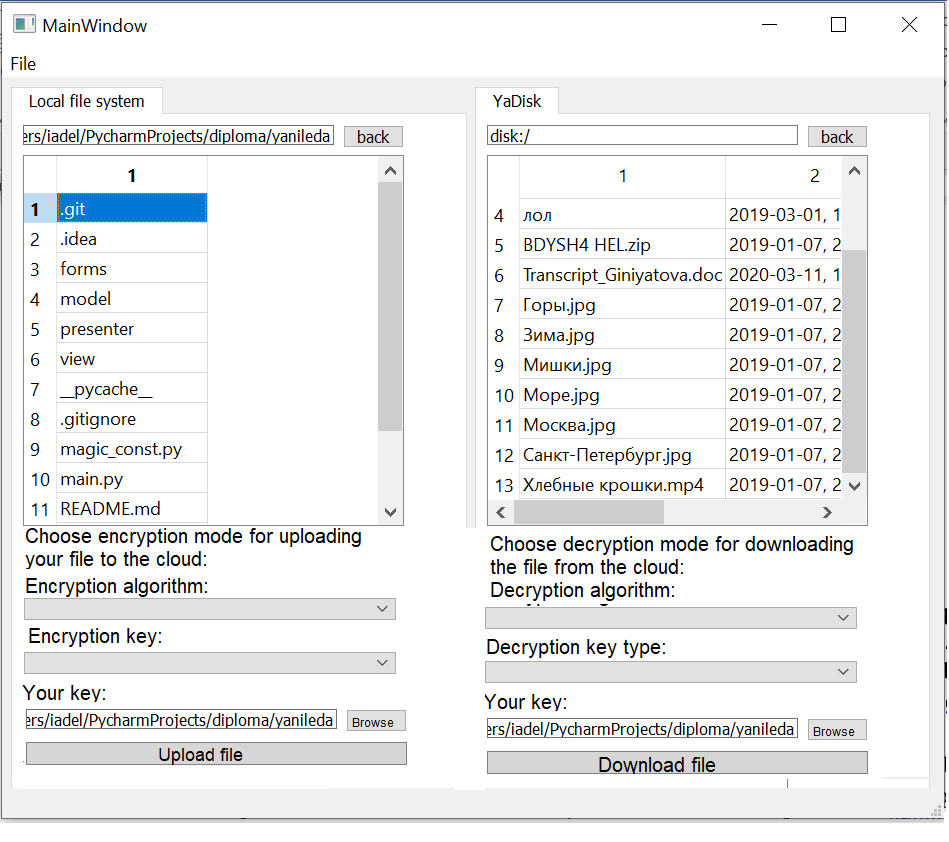 MainWindow
File
Local file system
ers/iadel/PycharmProjects/diploma/yanileda
back
1
1 .git
2 .idea
3 forms
4 model
5 presenter
6 view
7 __pycache__
8 .gitignore
9 magic_const.py
10 main.py
11 README.md
Choose encryption mode for uploading
your file to the cloud:
Encryption algorithm:
Encryption key:
Your key:
ers/iadel/PycharmProjects/diploma/yanileda
Browse
Upload file
YaDisk
disk:/
back
1 2
4 лол 2019-03-01, 1
5 BDYSH4 HEL.zip 2019-01-07, 2
6 Transcript_Giniyatova.doc 2020-03-11, 1
7 Горы.jpg 2019-01-07, 2
8 Зима.jpg 2019-01-07, 2
9 Мишки.jpg 2019-01-07, 2
10 Море.jpg 2019-01-07, 2
11 Москва.jpg 2019-01-07, 2
12 Санкт-Петербург.jpg 2019-01-07, 2
13 Хлебные крошки.mp4 2019-01-07, 2
Choose decryption mode for downloading
the file from the cloud:
Decryption algorithm:
Decryption key type:
Your key:
ers/iadel/PycharmProjects/diploma/yanileda
Browse
Download file